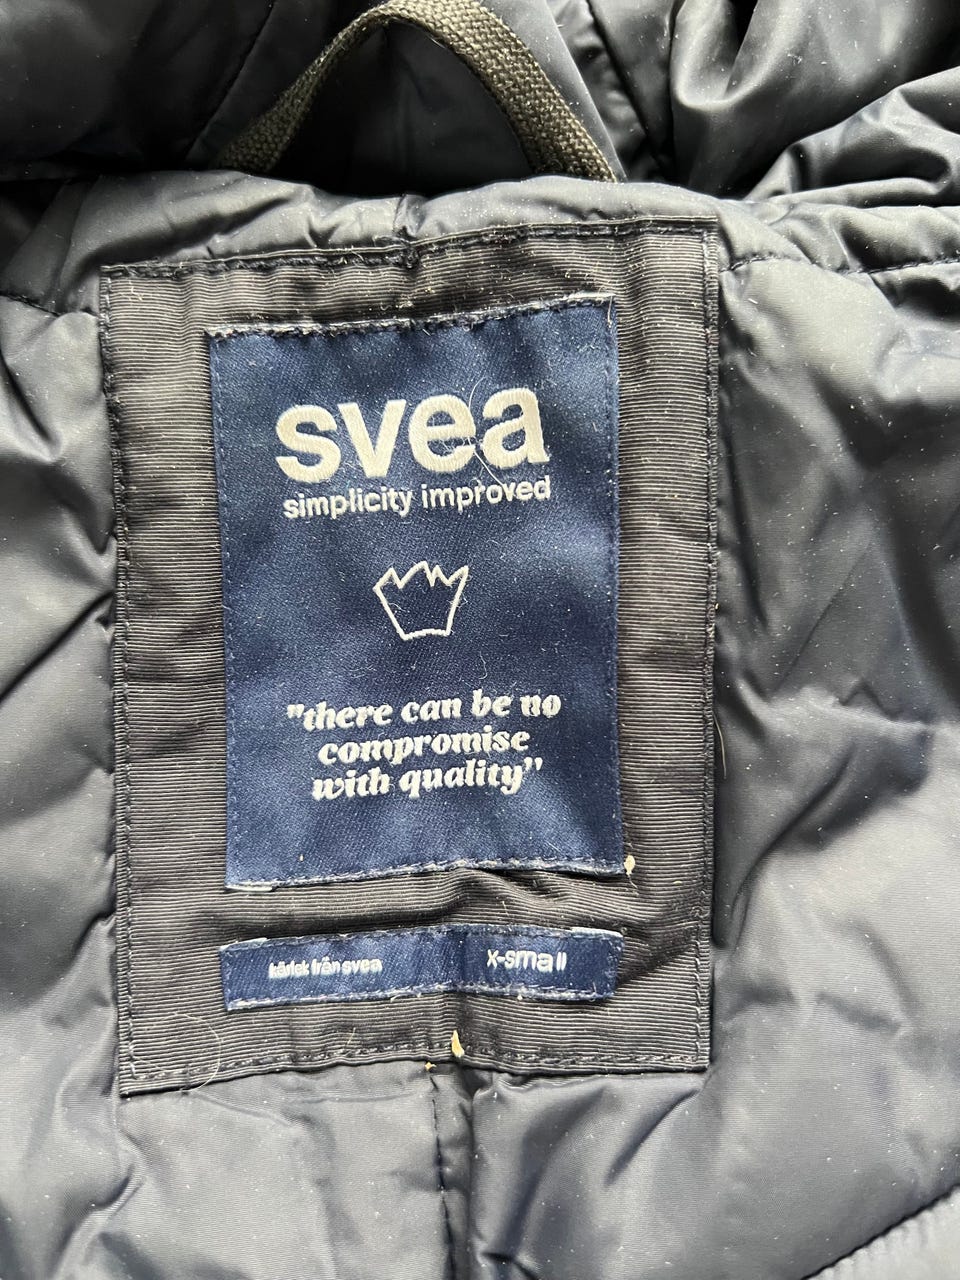 svea
simplicity improved
"there can be no
compromise
with quality"
kärlek från svea
x-small